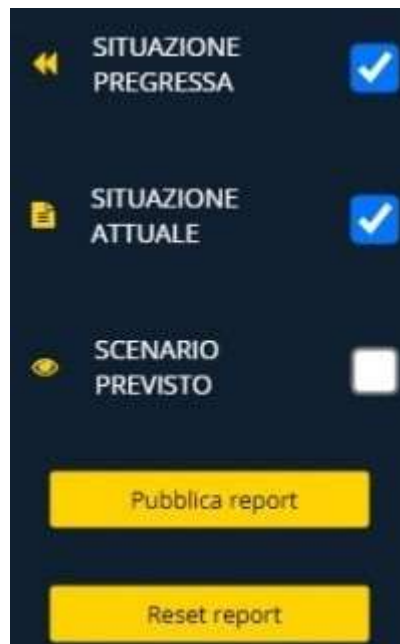 SITUAZIONE
PREGRESSA
SITUAZIONE
ATTUALE
SCENARIO
PREVISTO
Pubblica report
Reset report